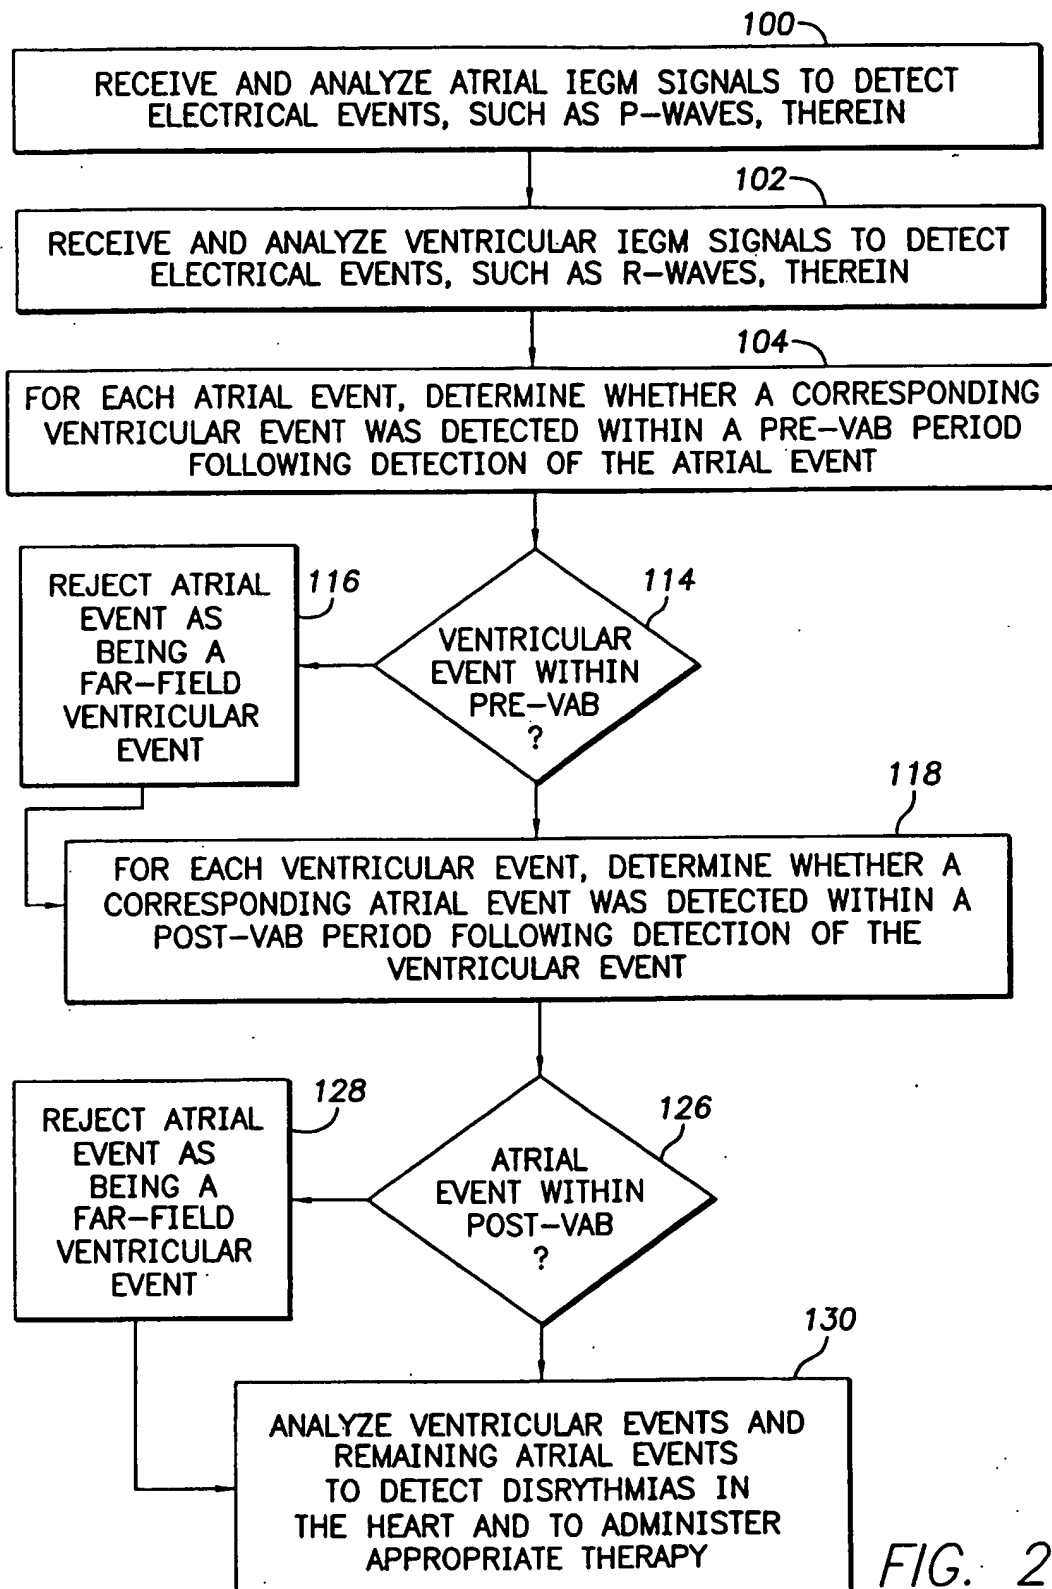 100
RECEIVE AND ANALYZE ATRIAL IEGM SIGNALS TO DETECT
ELECTRICAL EVENTS, SUCH AS P-WAVES, THEREIN
102
RECEIVE AND ANALYZE VENTRICULAR IEGM SIGNALS TO DETECT
ELECTRICAL EVENTS, SUCH AS R-WAVES, THEREIN
104
FOR EACH ATRIAL EVENT, DETERMINE WHETHER A CORRESPONDING
VENTRICULAR EVENT WAS DETECTED WITHIN A PRE-VAB PERIOD
FOLLOWING DETECTION OF THE ATRIAL EVENT
REJECT ATRIAL
EVENT AS
BEING A
FAR-FIELD
VENTRICULAR
EVENT
116
114
VENTRICULAR
EVENT WITHIN
PRE-VAB
?
118
FOR EACH VENTRICULAR EVENT, DETERMINE WHETHER A
CORRESPONDING ATRIAL EVENT WAS DETECTED WITHIN A
POST-VAB PERIOD FOLLOWING DETECTION OF THE
VENTRICULAR EVENT
REJECT ATRIAL
EVENT AS
BEING A
FAR-FIELD
VENTRICULAR
EVENT
128
126
ATRIAL
EVENT WITHIN
POST-VAB
?
130
ANALYZE VENTRICULAR EVENTS AND
REMAINING ATRIAL EVENTS
TO DETECT DISRYTHMIAS IN
THE HEART AND TO ADMINISTER
APPROPRIATE THERAPY
FIG. 2